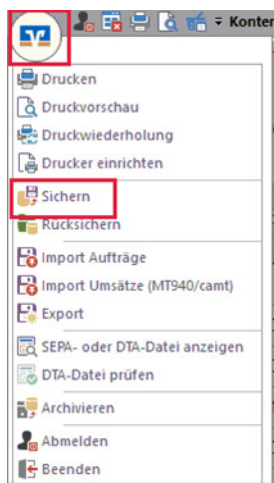 Konter
Drucken
Druckvorschau
Druckwiederholung
Drucker einrichten
Sichern
Rücksichern
Import Aufträge
Import Umsätze (MT940/camt)
Export
SEPA- oder DTA-Datei anzeigen
DTA-Datei prüfen
Archivieren
Abmelden
Beenden